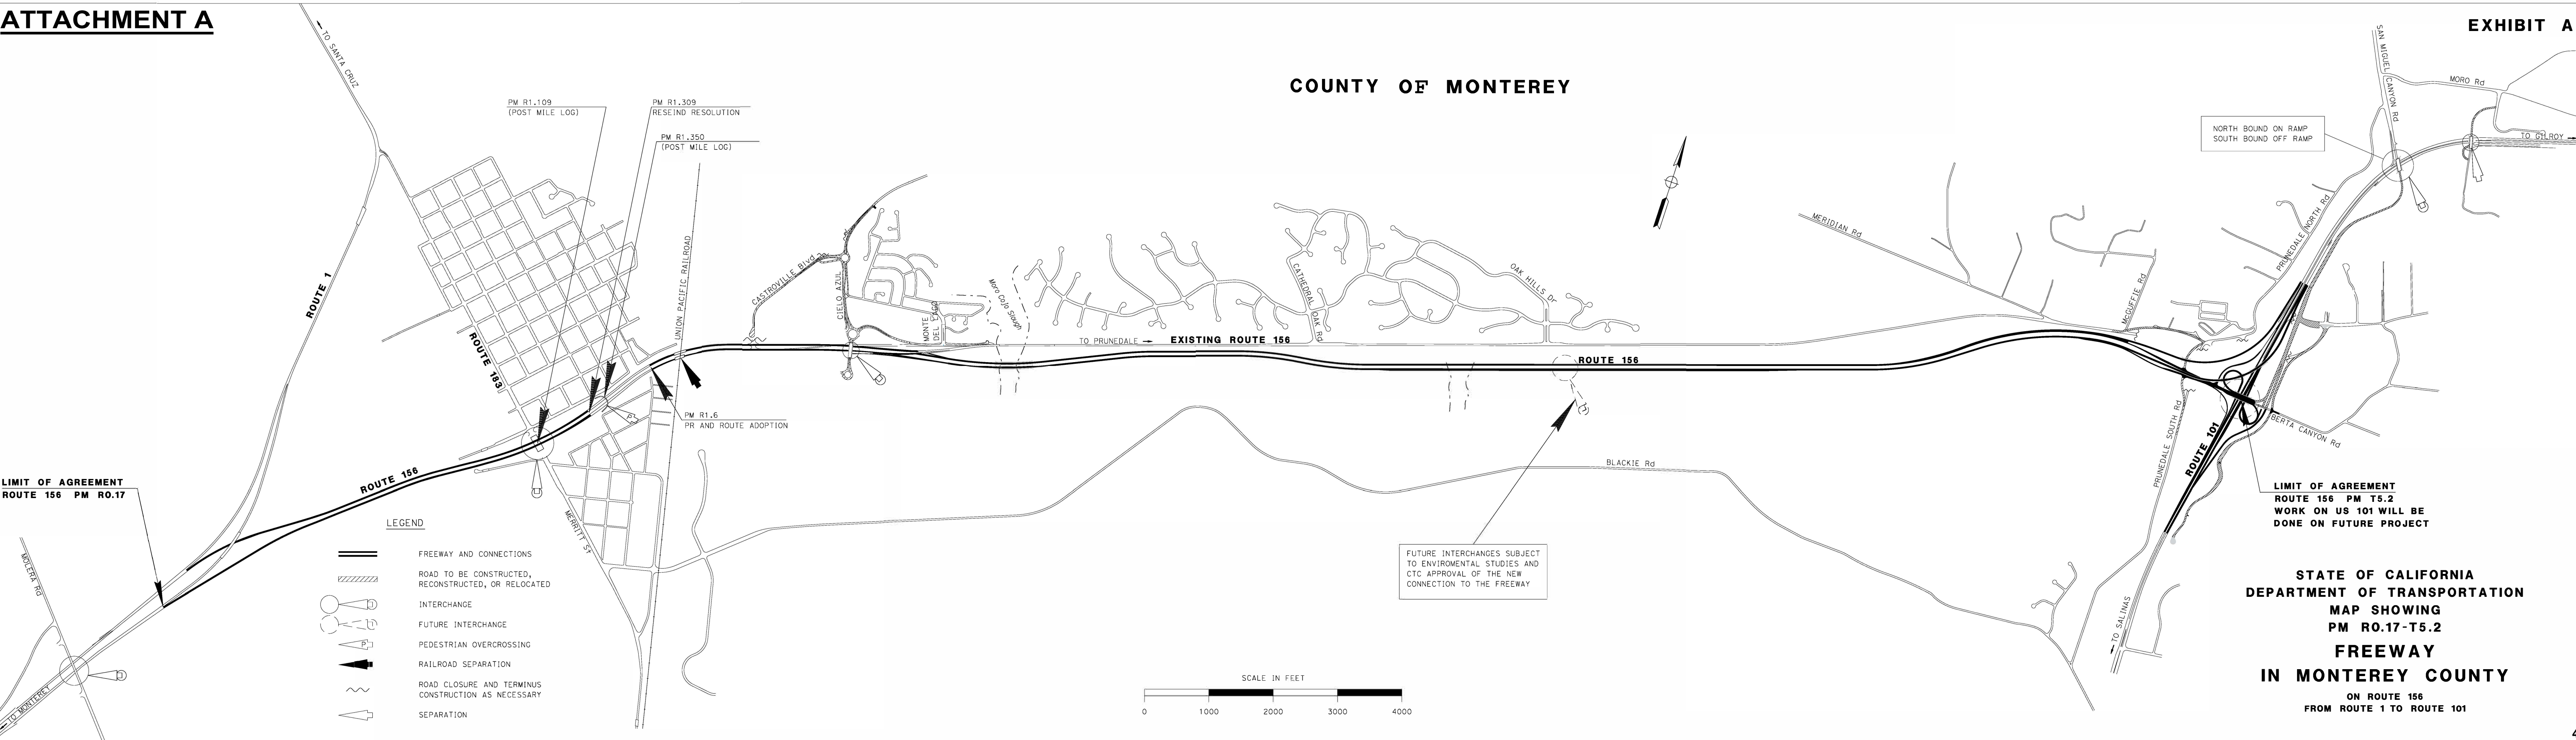 ATTACHMENT A
EXHIBIT A
COUNTY OF MONTEREY
TO SANTA CRUZ
PM R1.109
(POST MILE LOG)
PM R1.309
RESEIND RESOLUTION
PM R1.350
(POST MILE LOG)
SAN MIGUEL CANYON Rd
MORO Rd
TO GILROY
NORTH BOUND ON RAMP
SOUTH BOUND OFF RAMP
ROUTE 1
UNION PACIFIC RAILROAD
CASTROVILLE Blvd
CIELO AZUL
MONTE
DEL LAGO
Moro Cojo Slough
CATHEDRAL OAK Rd
OAK HILLS Dr
MERIDIAN Rd
McGUFFIE Rd
PRUNEDALE NORTH Rd
ROUTE 183
TO PRUNEDALE
EXISTING ROUTE 156
ROUTE 156
P
PM R1.6
PR AND ROUTE ADOPTION
PRUNEDALE SOUTH Rd
ROUTE 101
BERTA CANYON Rd
BLACKIE Rd
LIMIT OF AGREEMENT
ROUTE 156 PM R0.17
ROUTE 156
MERRITT St
MOLERA Rd
TO MONTEREY
LIMIT OF AGREEMENT
ROUTE 156 PM T5.2
WORK ON US 101 WILL BE
DONE ON FUTURE PROJECT
FUTURE INTERCHANGES SUBJECT
TO ENVIROMENTAL STUDIES AND
CTC APPROVAL OF THE NEW
CONNECTION TO THE FREEWAY
TO SALINAS
LEGEND
FREEWAY AND CONNECTIONS
ROAD TO BE CONSTRUCTED,
RECONSTRUCTED, OR RELOCATED
INTERCHANGE
FUTURE INTERCHANGE
P
PEDESTRIAN OVERCROSSING
RAILROAD SEPARATION
ROAD CLOSURE AND TERMINUS
CONSTRUCTION AS NECESSARY
SEPARATION
SCALE IN FEET
0 1000 2000 3000 4000
STATE OF CALIFORNIA
DEPARTMENT OF TRANSPORTATION
MAP SHOWING
PM R0.17-T5.2
FREEWAY
IN MONTEREY COUNTY
ON ROUTE 156
FROM ROUTE 1 TO ROUTE 101